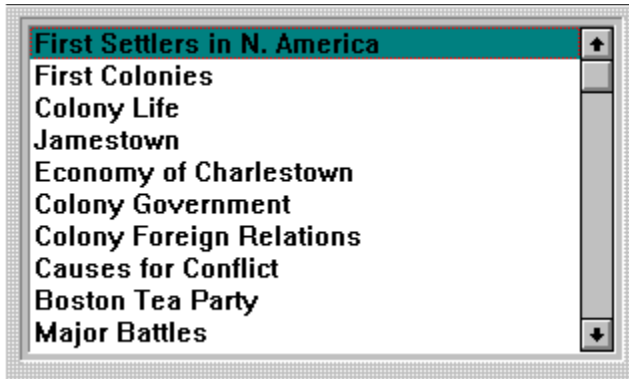 First Settlers in N. America
First Colonies
Colony Life
Jamestown
Economy of Charlestown
Colony Government
Colony Foreign Relations
Causes for Conflict
Boston Tea Party
Major Battles